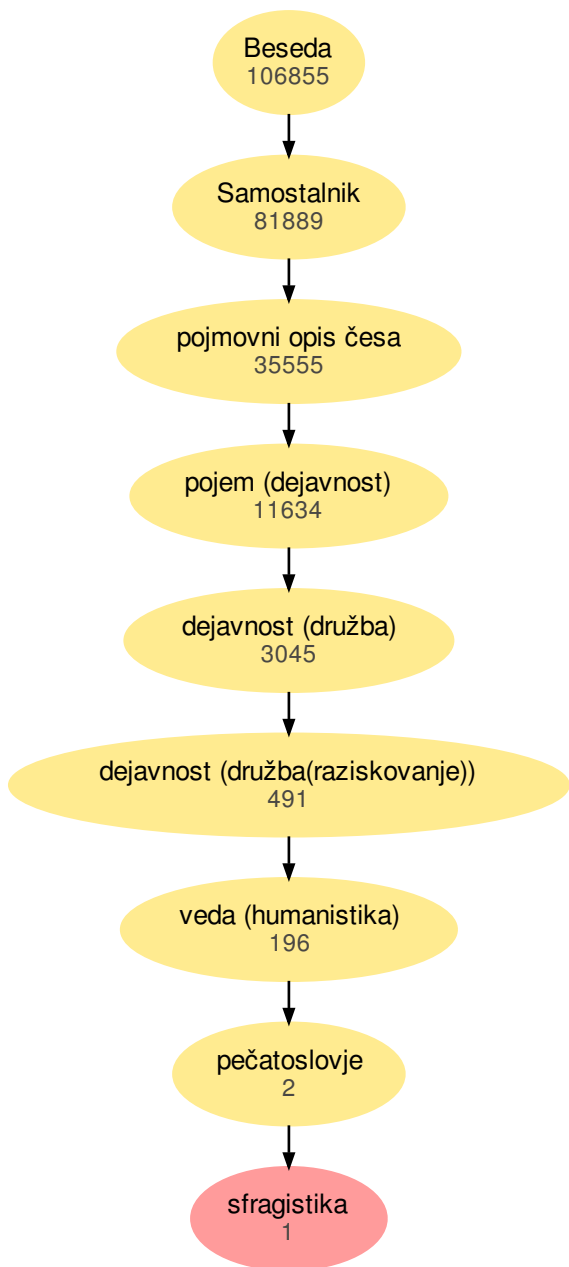 Beseda
106855
Samostalnik
81889
pojmovni opis česa
35555
pojem (dejavnost)
11634
dejavnost (družba)
3045
dejavnost (družba(raziskovanje))
491
veda (humanistika)
196
pečatoslovje
2
sfragistika
1